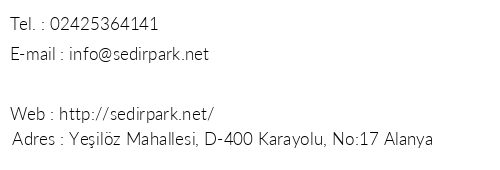 Tel. : 02425364141
E-mail : info@sedirpark.net
Web : http://sedirpark.net/
Adres : Yeşilöz Mahallesi, D-400 Karayolu, No:17 Alanya